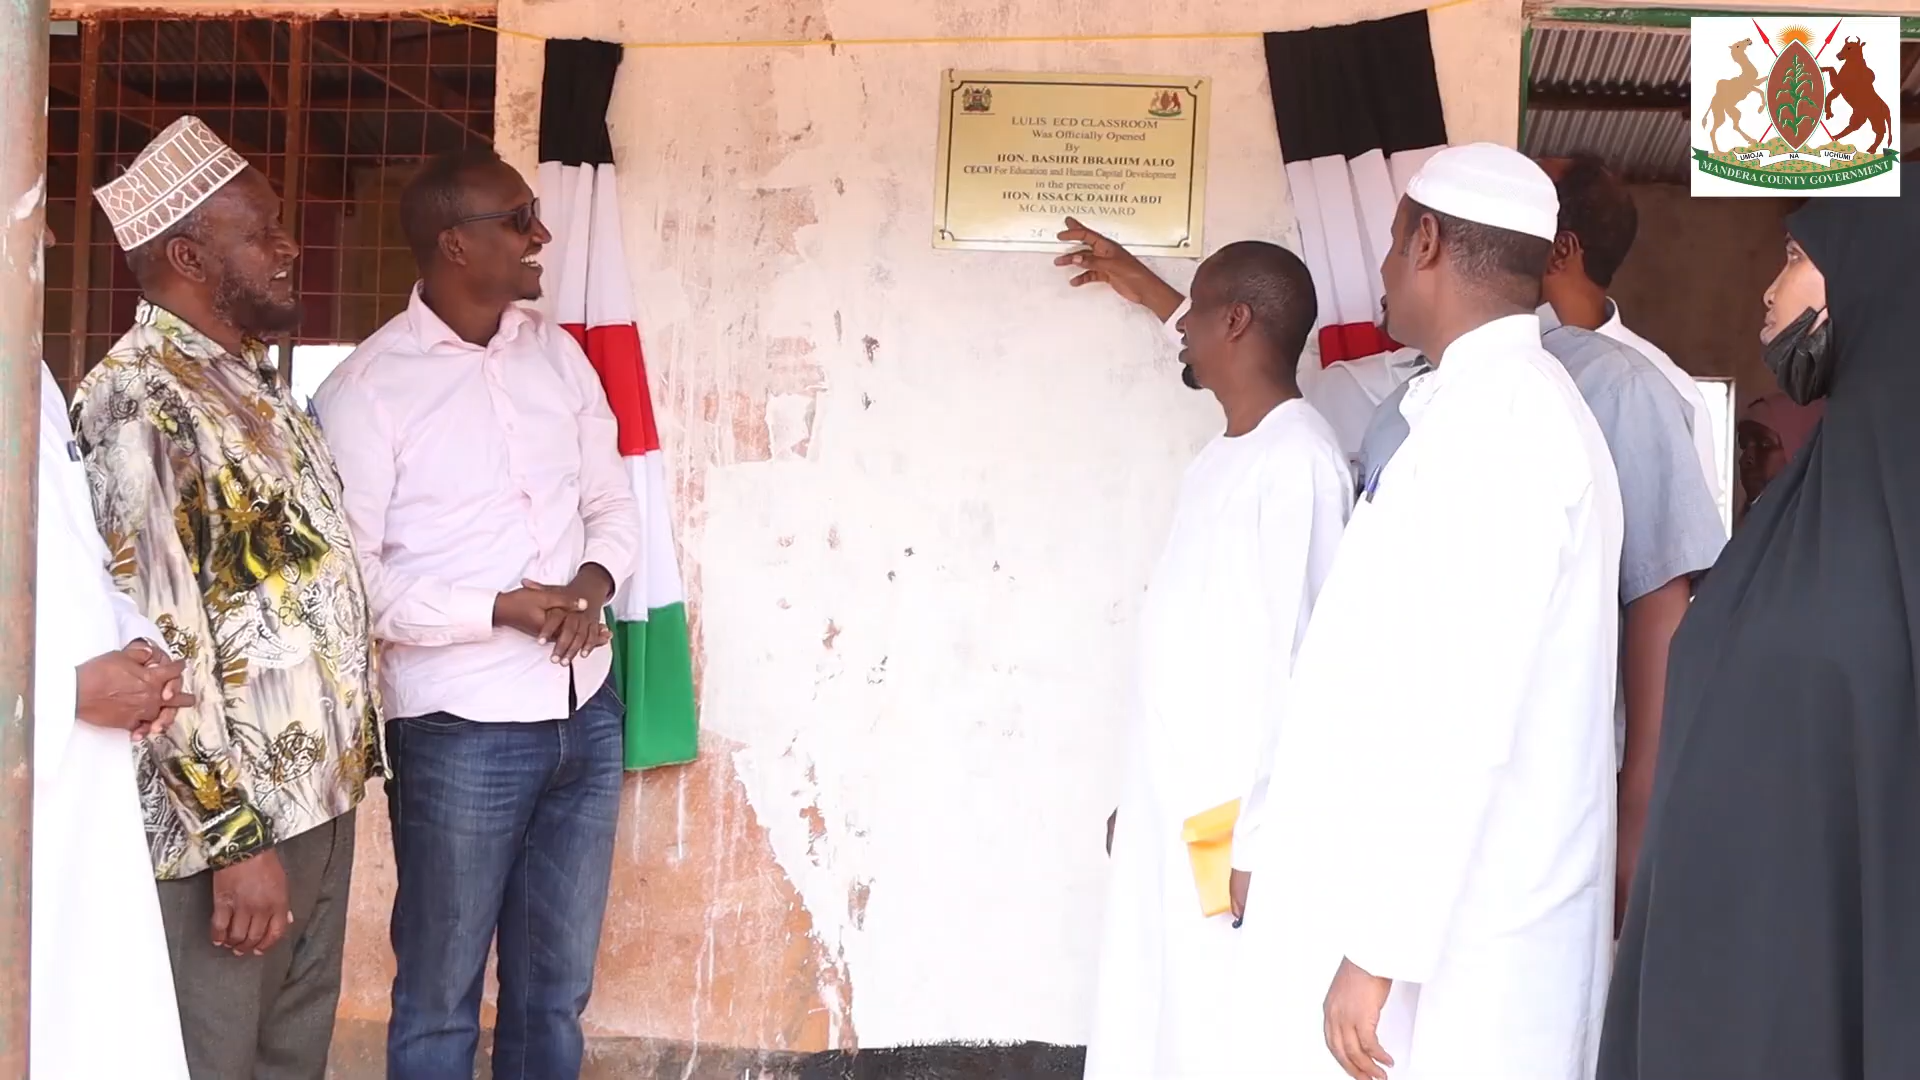 LULIS ECD CLASSROOM
Was Officially Opened
By
HON. BASHIR IBRAHIM ALIO
CECM For Education and Human Capital Development
in the presence of
HON. ISSACK DAHIR ABDI
MCA BANISA WARD
24
UMOJA NA UCHUMI
MANDERA COUNTY GOVERNMENT